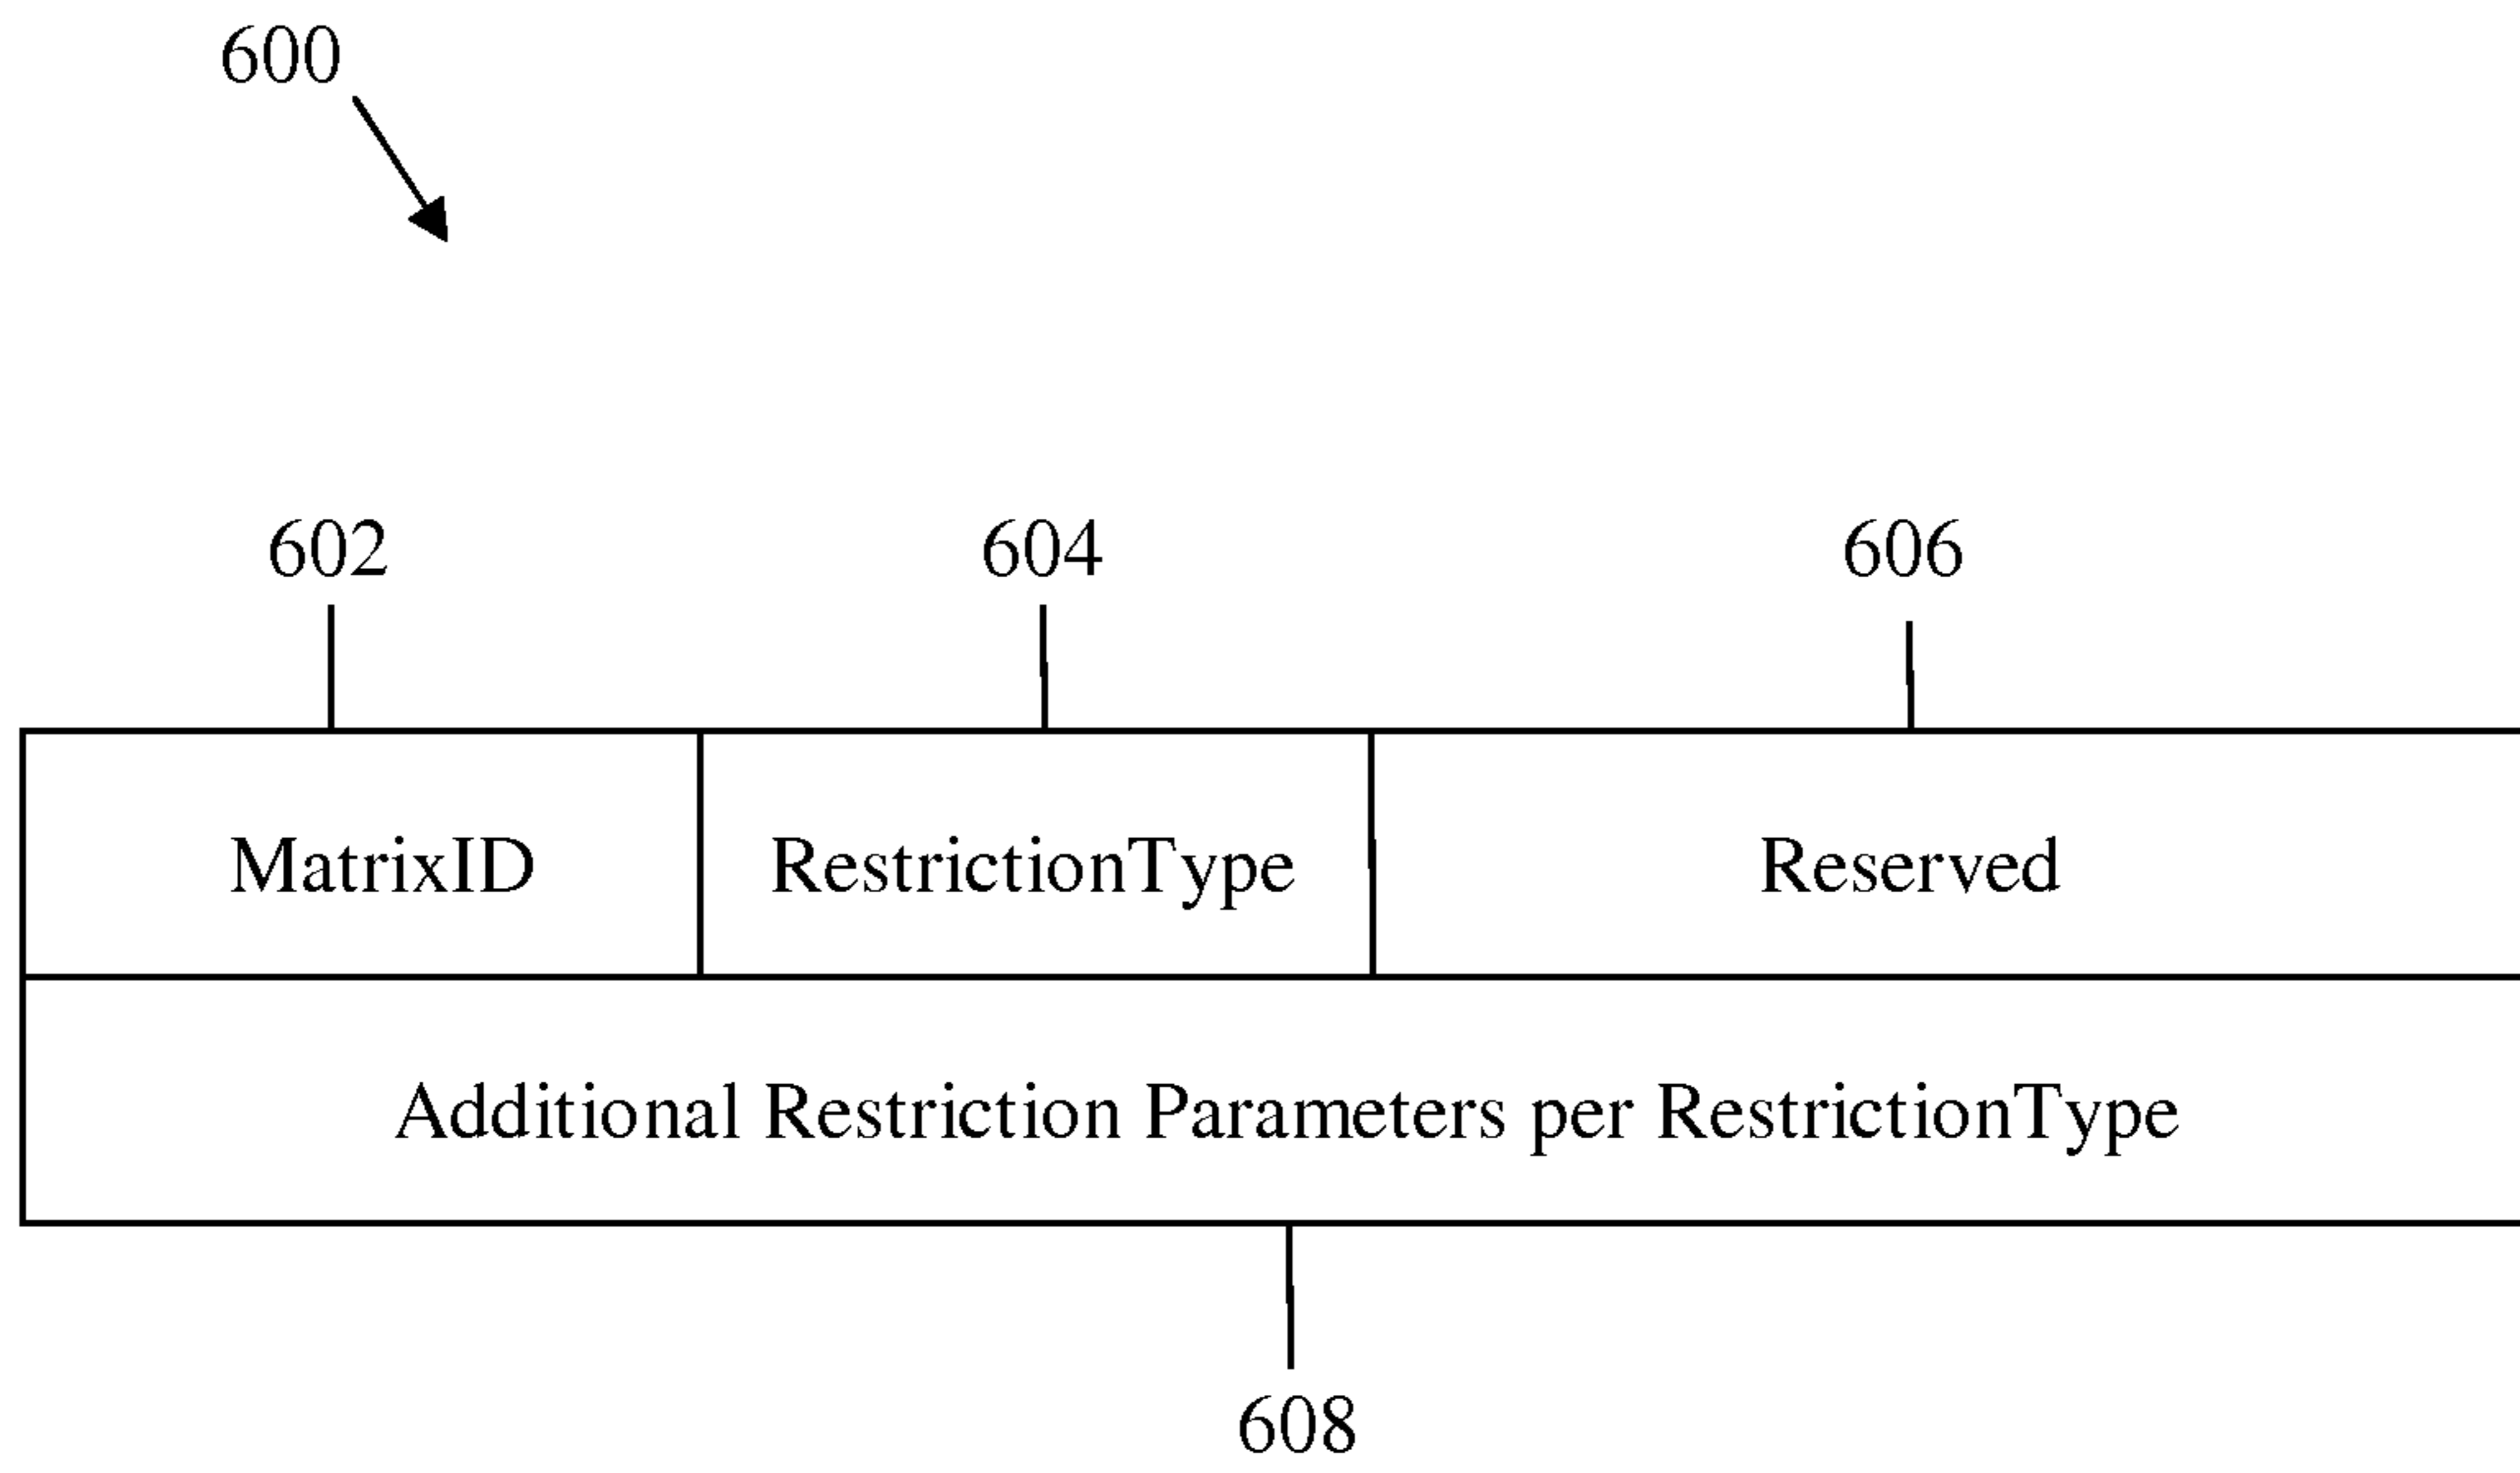 600
602 604 606
MatrixID RestrictionType Reserved
Additional Restriction Parameters per RestrictionType
608